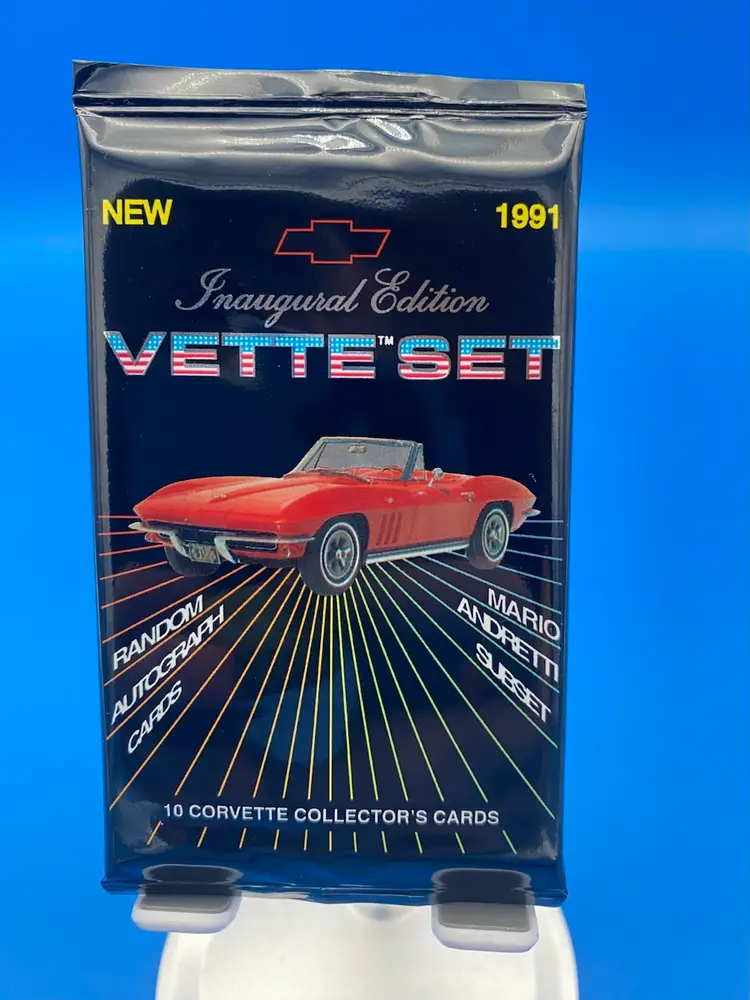 NEW
1991
Inaugural Edition
VETTE™SET
RANDOM
AUTOGRAPH
CARDS
MARIO
ANDRETTI
SUBSET
10 CORVETTE COLLECTOR'S CARDS